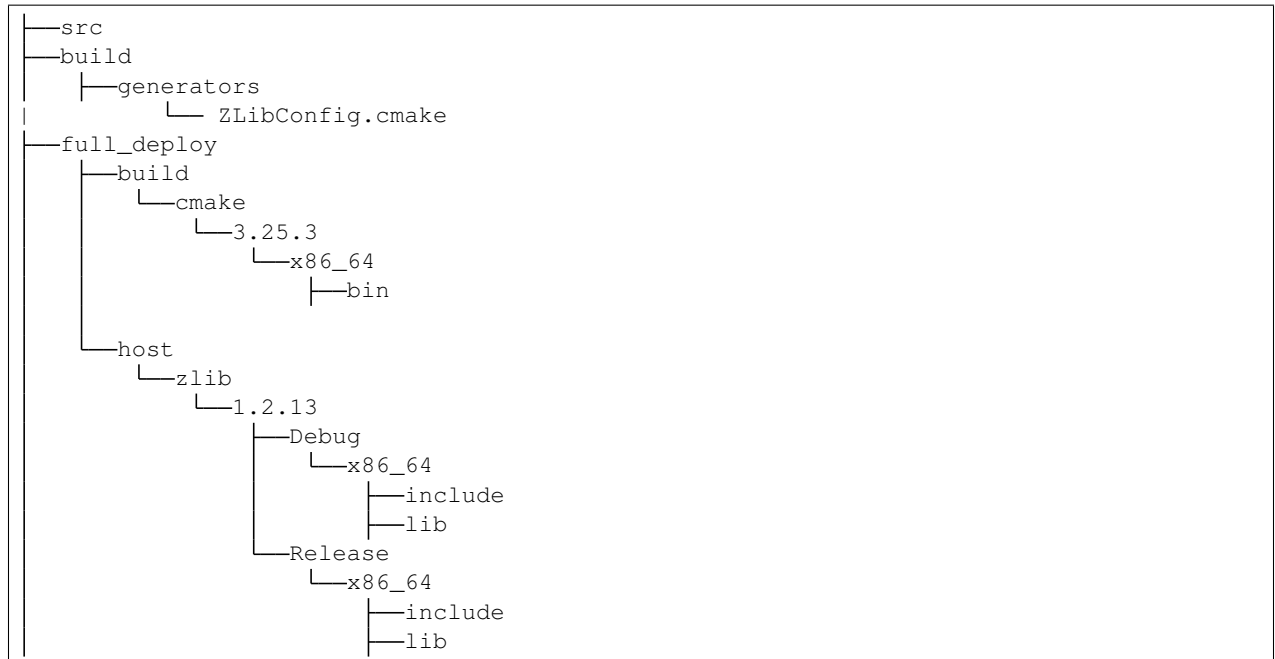 ├──src
├──build
│   ├──generators
|         └── ZLibConfig.cmake
├──full_deploy
│   ├──build
│   │   └──cmake
│   │       └──3.25.3
│   │           └──x86_64
│   │               ├──bin
│   └──host
│       └──zlib
│           └──1.2.13
│               ├──Debug
│               │   └──x86_64
│               │       ├──include
│               │       ├──lib
│               └──Release
│                   └──x86_64
│                       ├──include
│                       ├──lib